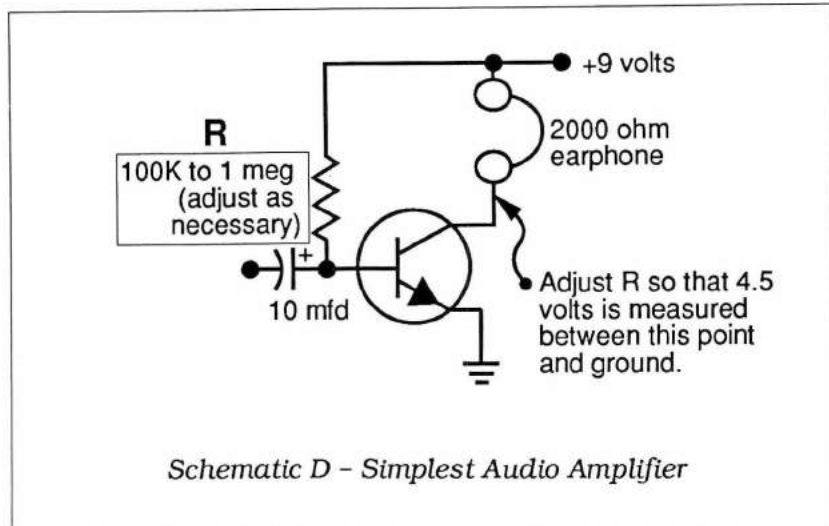 +9 volts
R
2000 ohm
earphone
100K to 1 meg
(adjust as
necessary)
+
10 mfd
Adjust R so that 4.5
volts is measured
between this point
and ground.
Schematic D – Simplest Audio Amplifier